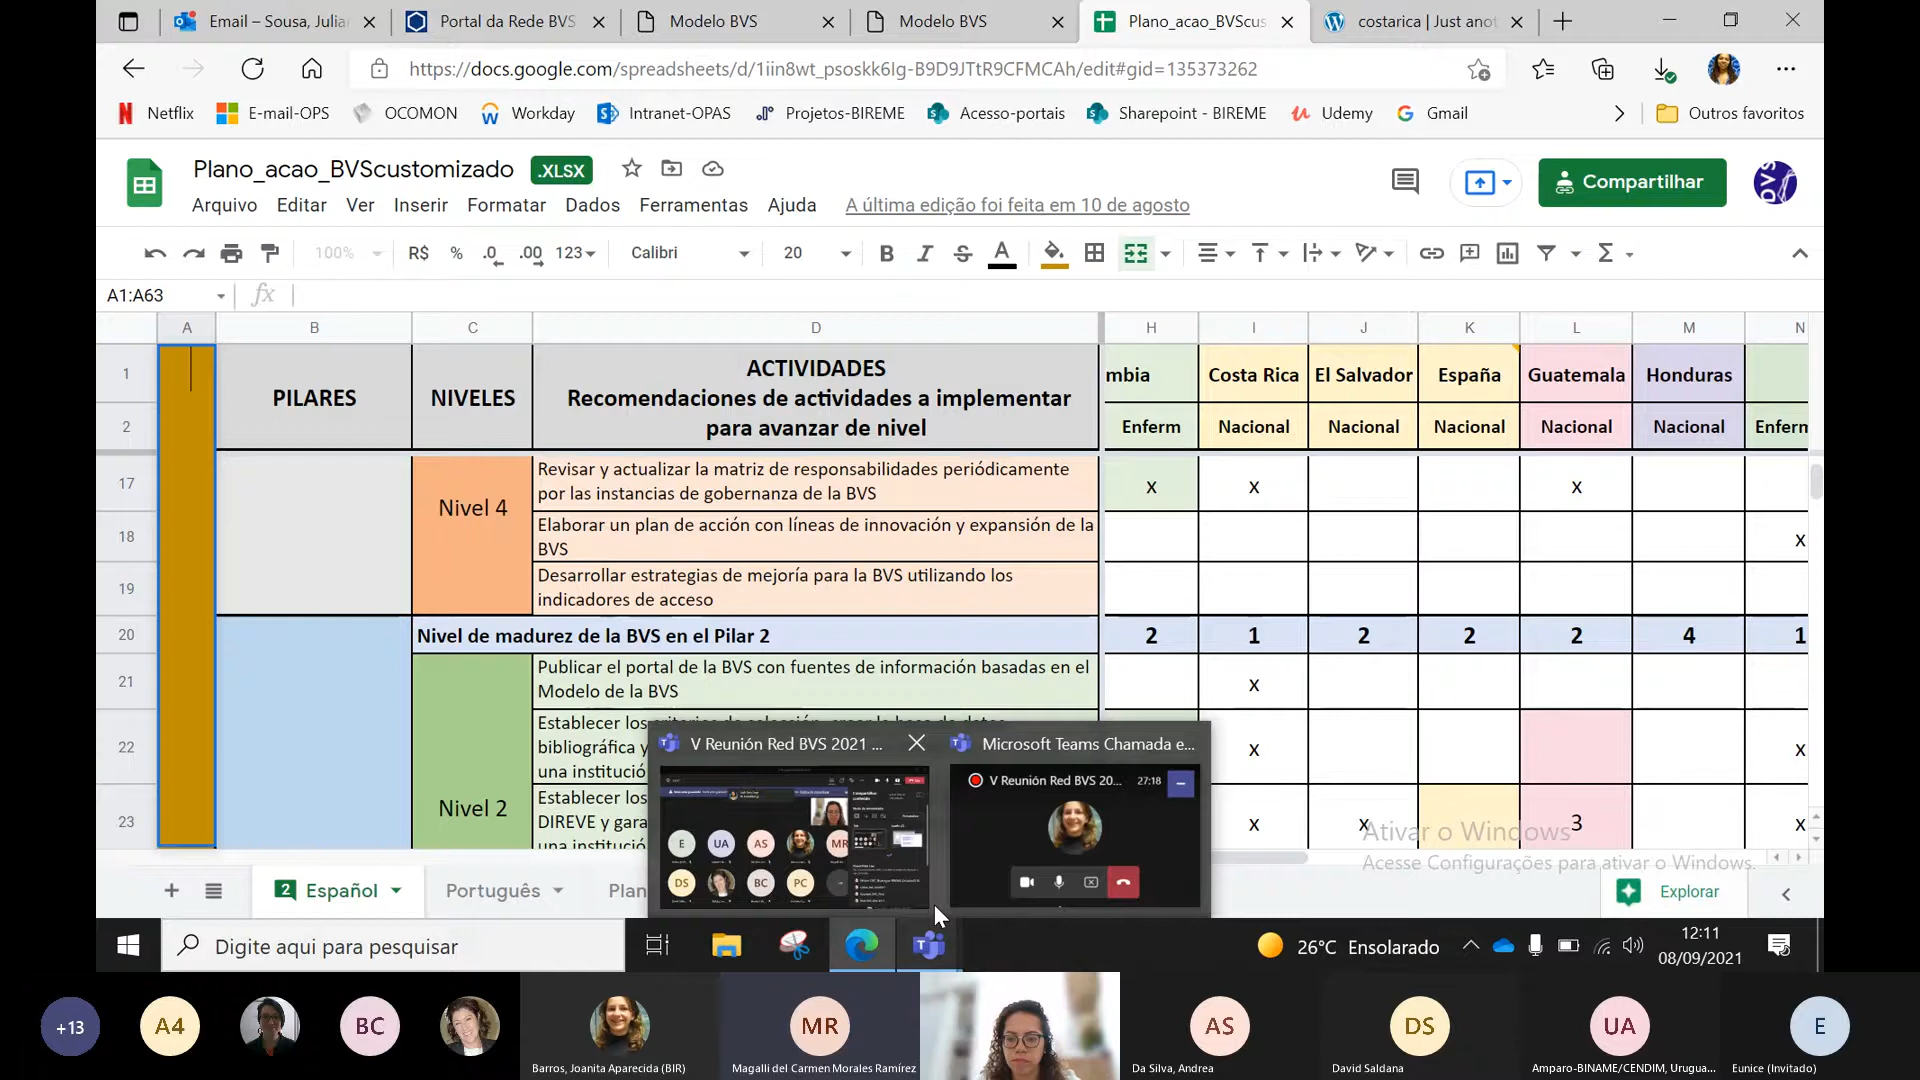 Email – Sousa, Julia
Portal da Rede BVS
Modelo BVS
Modelo BVS
Plano_acao_BVScus
costarica | Just anot
https://docs.google.com/spreadsheets/d/1iin8wt_psoskk6Ig-B9D9JTtR9CFMCAh/edit#gid=135373262
Netflix
E-mail-OPS
OCOMON
Workday
Intranet-OPAS
Projetos-BIREME
Acesso-portais
Sharepoint - BIREME
Udemy
Gmail
Outros favoritos
Plano_acao_BVScustomizado
.XLSX
Compartilhar
Arquivo Editar Ver Inserir Formatar Dados Ferramentas Ajuda
A última edição foi feita em 10 de agosto
100% R$ % .0 .00 123 Calibri 20 B I S A
A1:A63 fx
A B C D H I J K L M N
1
2
PILARES
NIVELES
ACTIVIDADES
Recomendaciones de actividades a implementar
para avanzar de nivel
mbia Costa Rica El Salvador España Guatemala Honduras
Enferm Nacional Nacional Nacional Nacional Nacional Enferm
17
Nivel 4
Revisar y actualizar la matriz de responsabilidades periódicamente
por las instancias de gobernanza de la BVS
x x x
18
Elaborar un plan de acción con líneas de innovación y expansión de la
BVS
x
19
Desarrollar estrategias de mejoría para la BVS utilizando los
indicadores de acceso
20
Nivel de madurez de la BVS en el Pilar 2
2 1 2 2 2 4 1
21
Publicar el portal de la BVS con fuentes de información basadas en el
Modelo de la BVS
x
22
Establecer los
bibliográfica y
una institució
x x
23
Nivel 2
Establecer los
DIREVE y gara
una institució
x x 3 x
V Reunión Red BVS 2021 ...
Microsoft Teams Chamada e...
V Reunión Red BVS 20...
27:18
E UA AS MR
DS BC PC
Ativar o Windows
Acesse Configurações para ativar o Windows.
2 Español
Português
Plan
Explorar
Digite aqui para pesquisar
26°C Ensolarado
12:11
08/09/2021
+13
A4
BC
MR
AS
DS
UA
E
Barros, Joanita Aparecida (BIR)
Magalli del Carmen Morales Ramírez
Da Silva, Andrea
David Saldana
Amparo-BINAME/CENDIM, Urugua...
Eunice (Invitado)